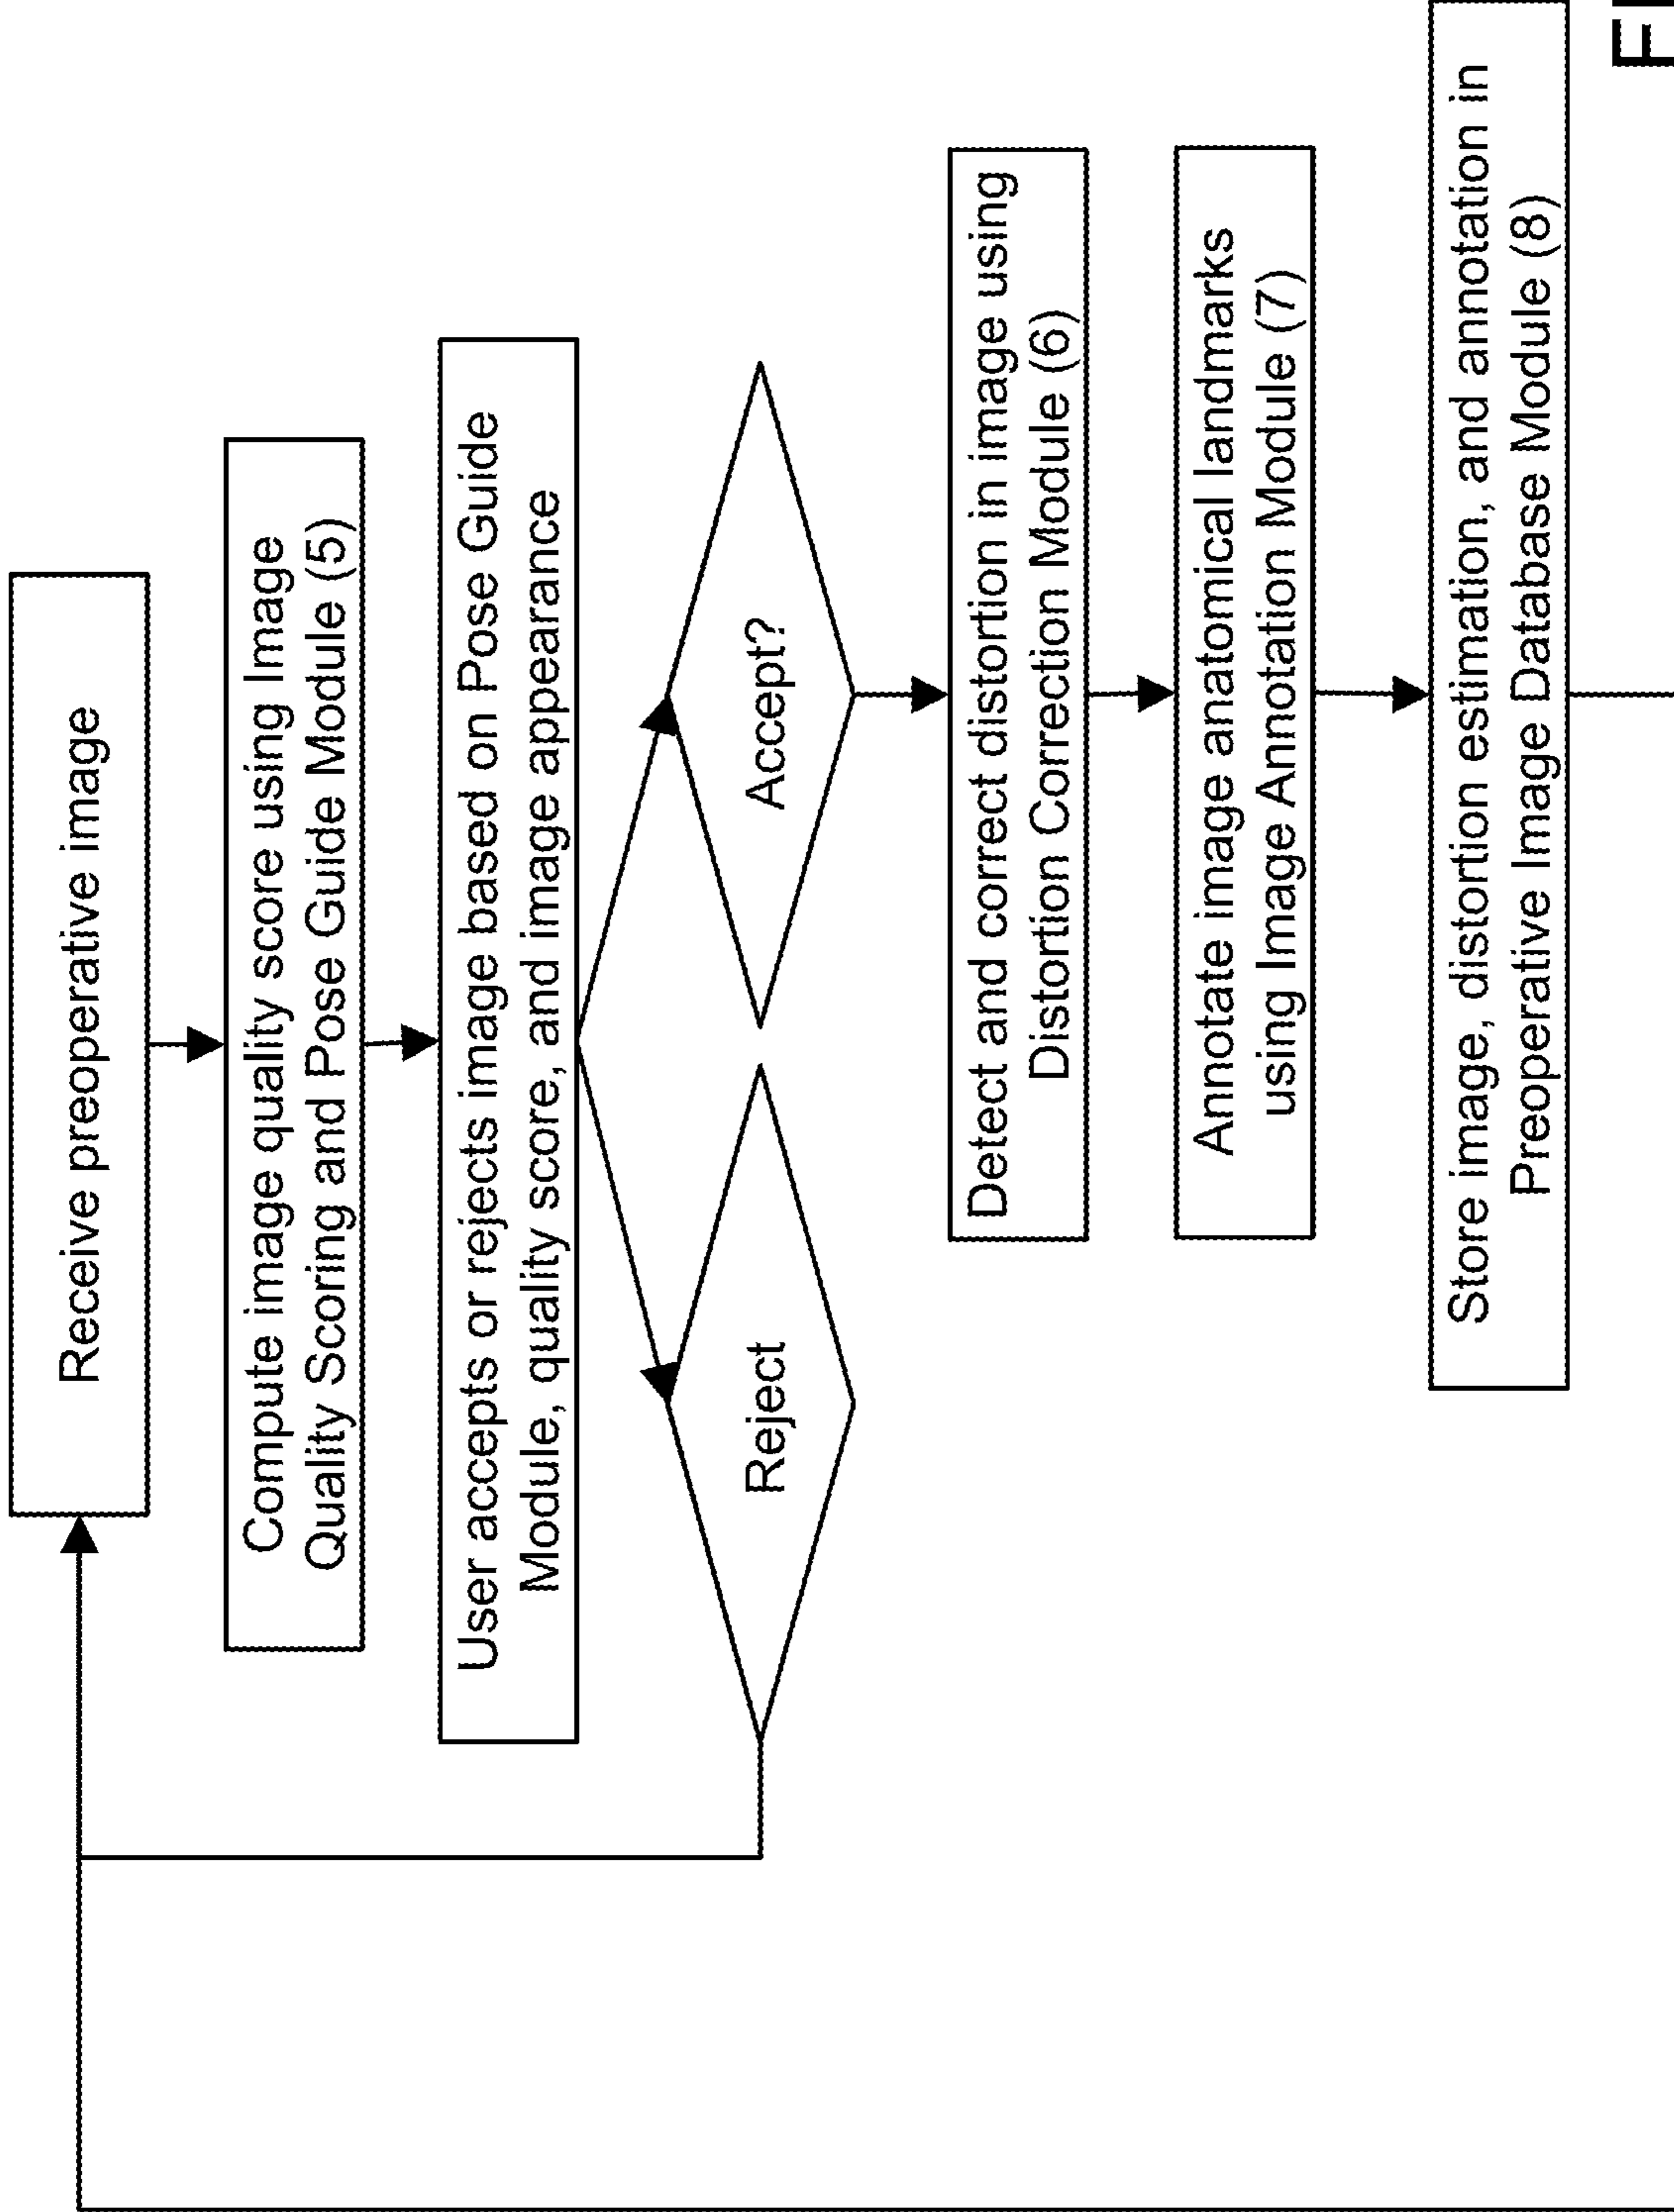 Receive preoperative image
Compute image quality score using Image
Quality Scoring and Pose Guide Module (5)
User accepts or rejects image based on Pose Guide
Module, quality score, and image appearance
Reject
Accept?
Detect and correct distortion in image using
Distortion Correction Module (6)
Annotate image anatomical landmarks
using Image Annotation Module (7)
Store image, distortion estimation, and annotation in
Preoperative Image Database Module (8)